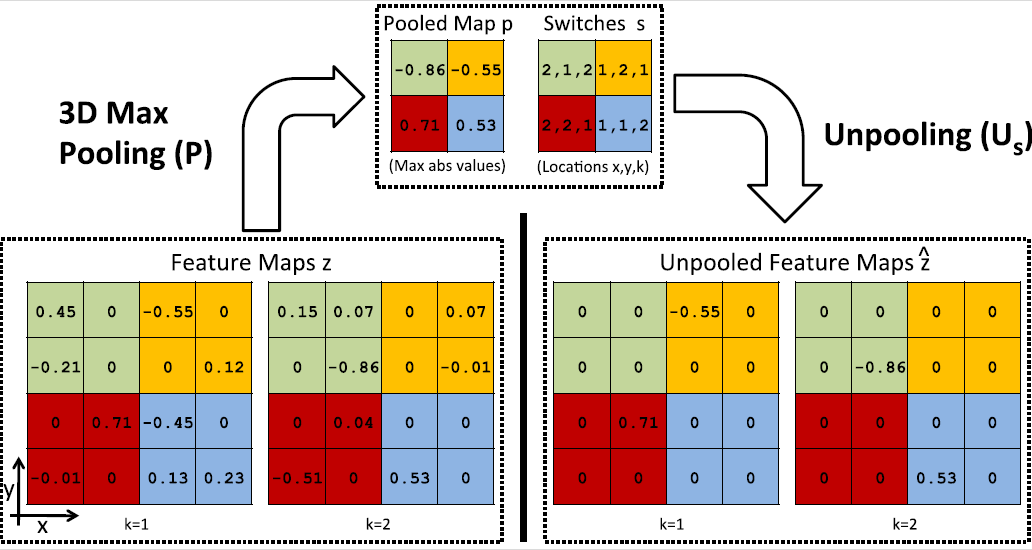 Pooled Map p Switches s
-0.86 -0.55 2,1,2 1,2,1
0.71 0.53 2,2,1 1,1,2
(Max abs values) (Locations x,y,k)
3D Max
Pooling (P)
Unpooling (Us)
Feature Maps z
0.45 0 -0.55 0 0.15 0.07 0 0.07
-0.21 0 0 0.12 0 -0.86 0 -0.01
0 0.71 -0.45 0 0 0.04 0 0
-0.01 0 0.13 0.23 -0.51 0 0.53 0
y
x
k=1 k=2
Unpooled Feature Maps ẑ
0 0 -0.55 0 0 0 0 0
0 0 0 0 0 -0.86 0 0
0 0.71 0 0 0 0 0 0
0 0 0 0 0 0 0.53 0
k=1 k=2